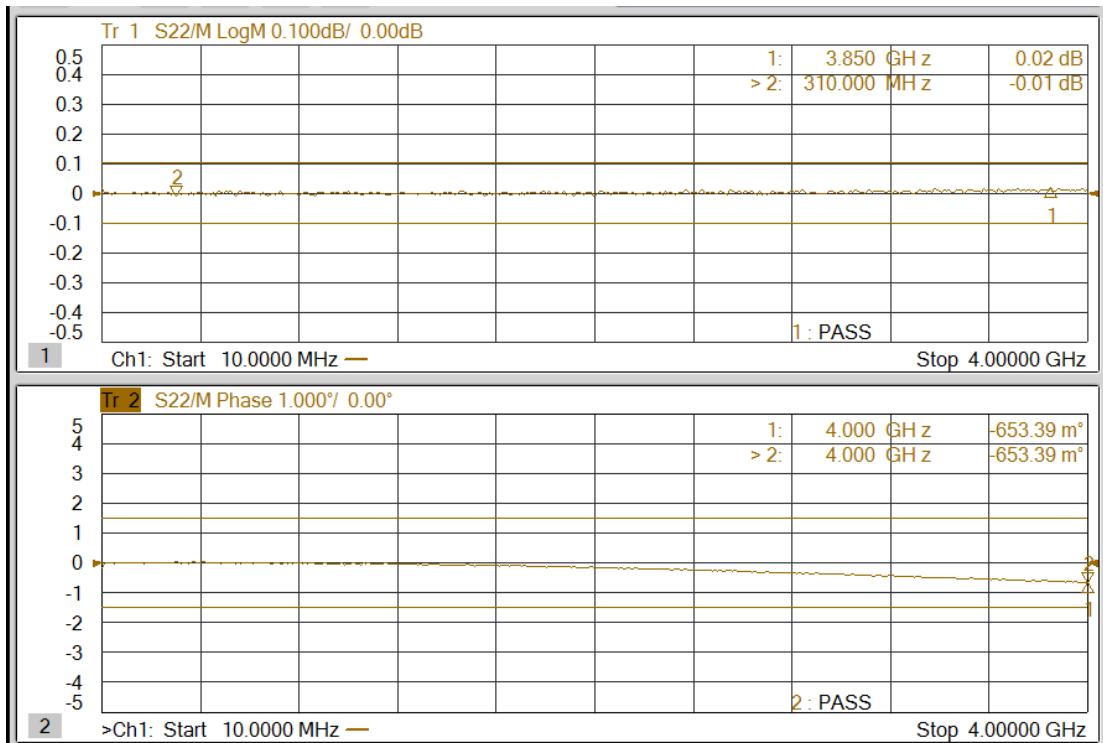 Tr 1 S22/M LogM 0.100dB/ 0.00dB
0.5
0.4
0.3
0.2
0.1
0
-0.1
-0.2
-0.3
-0.4
-0.5
1: 3.850 GHz 0.02 dB
> 2: 310.000 MHz -0.01 dB
2
1
1 : PASS
1 Ch1: Start 10.0000 MHz Stop 4.00000 GHz
Tr 2 S22/M Phase 1.000°/ 0.00°
5
4
3
2
1
0
-1
-2
-3
-4
-5
1: 4.000 GHz -653.39 m°
> 2: 4.000 GHz -653.39 m°
2
1
2 : PASS
2 >Ch1: Start 10.0000 MHz Stop 4.00000 GHz